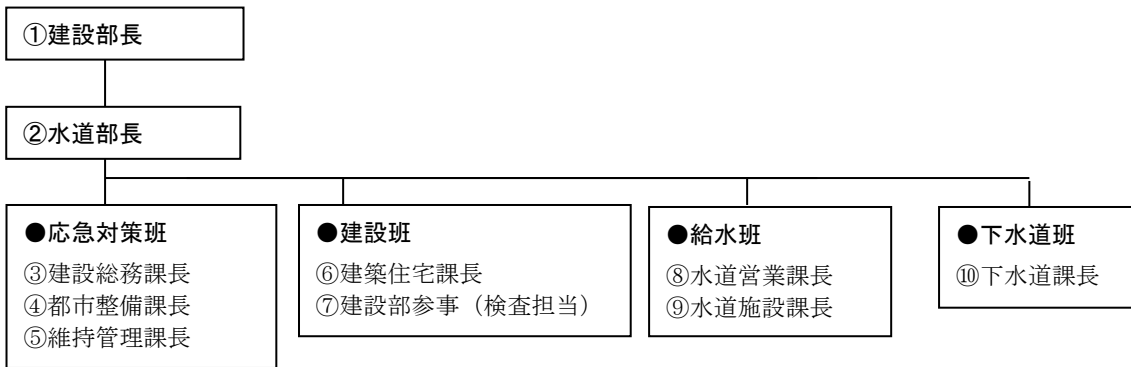 ①建設部長
②水道部長
●応急対策班
③建設総務課長
④都市整備課長
⑤維持管理課長
●建設班
⑥建築住宅課長
⑦建設部参事（検査担当）
●給水班
⑧水道営業課長
⑨水道施設課長
●下水道班
⑩下水道課長